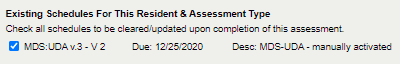 Existing Schedules For This Resident & Assessment Type
Check all schedules to be cleared/updated upon completion of this assessment.
MDS:UDA v.3 - V 2 Due: 12/25/2020 Desc: MDS-UDA - manually activated